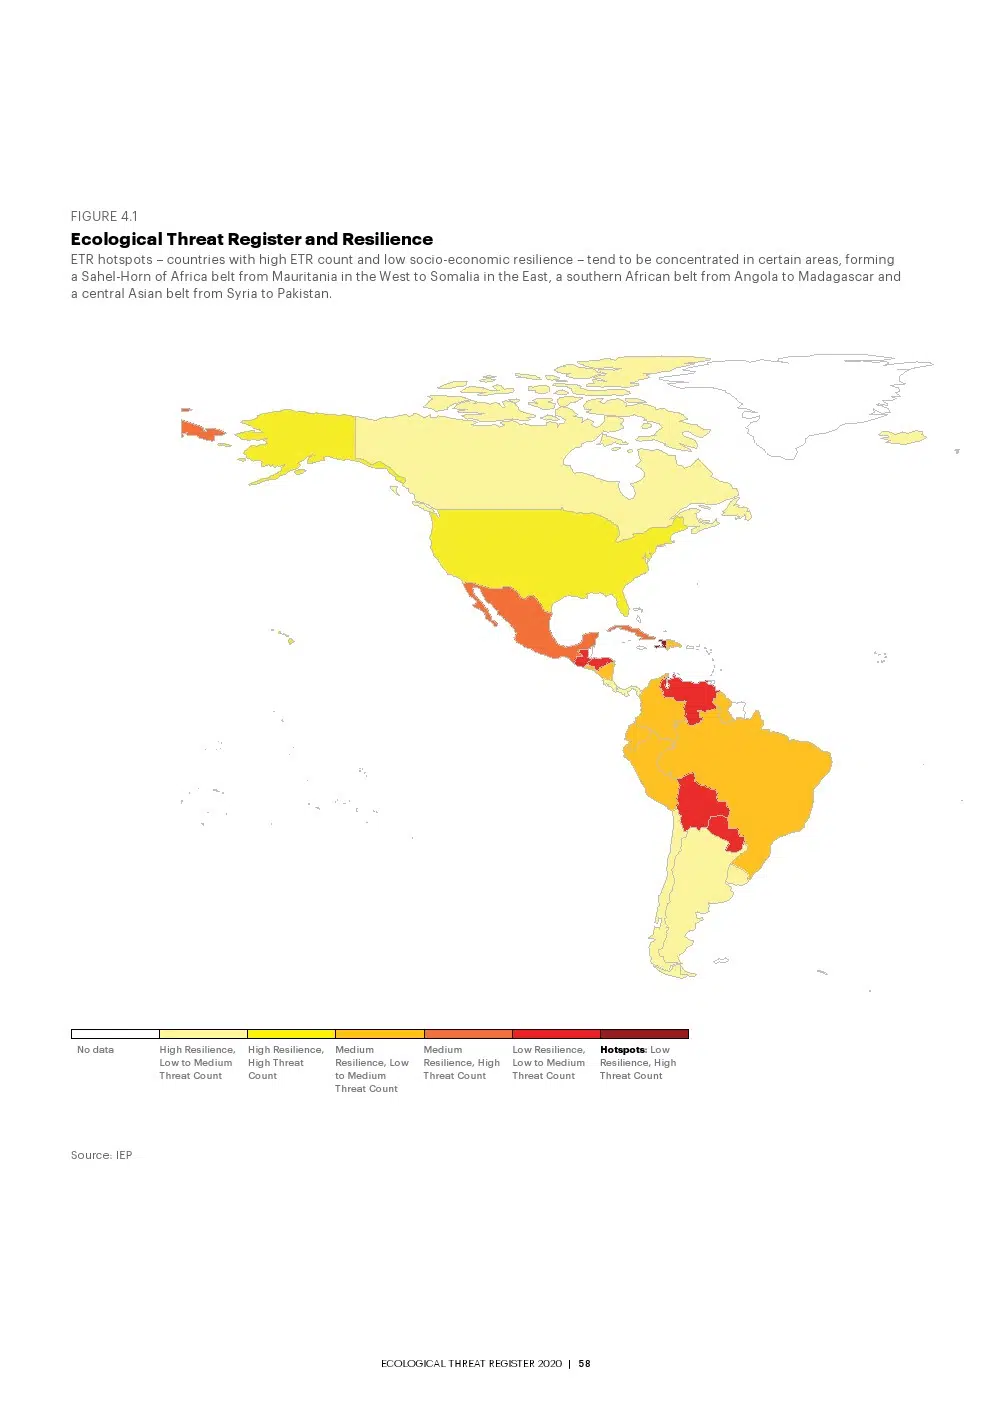 FIGURE 4.1
Ecological Threat Register and Resilience
ETR hotspots – countries with high ETR count and low socio-economic resilience – tend to be concentrated in certain areas, forming
a Sahel-Horn of Africa belt from Mauritania in the West to Somalia in the East, a southern African belt from Angola to Madagascar and
a central Asian belt from Syria to Pakistan.
No data
High Resilience,
Low to Medium
Threat Count
High Resilience,
High Threat
Count
Medium
Resilience, Low
to Medium
Threat Count
Medium
Resilience, High
Threat Count
Low Resilience,
Low to Medium
Threat Count
Hotspots: Low
Resilience, High
Threat Count
Source: IEP
ECOLOGICAL THREAT REGISTER 2020 | 58